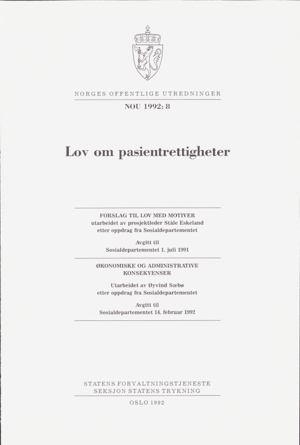 NORGES OFFENTLIGE UTREDNINGER
NOU 1992: 8
Lov om pasientrettigheter
FORSLAG TIL LOV MED MOTIVER
utarbeidet av prosjektleder Ståle Eskeland
etter oppdrag fra Sosialdepartementet
Avgitt til
Sosialdepartementet 1. juli 1991
ØKONOMISKE OG ADMINISTRATIVE
KONSEKVENSER
Utarbeidet av Øyvind Sæbø
etter oppdrag fra Sosialdepartementet
Avgitt til
Sosialdepartementet 14. februar 1992
STATENS FORVALTNINGSTJENESTE
SEKSJON STATENS TRYKNING
OSLO 1992